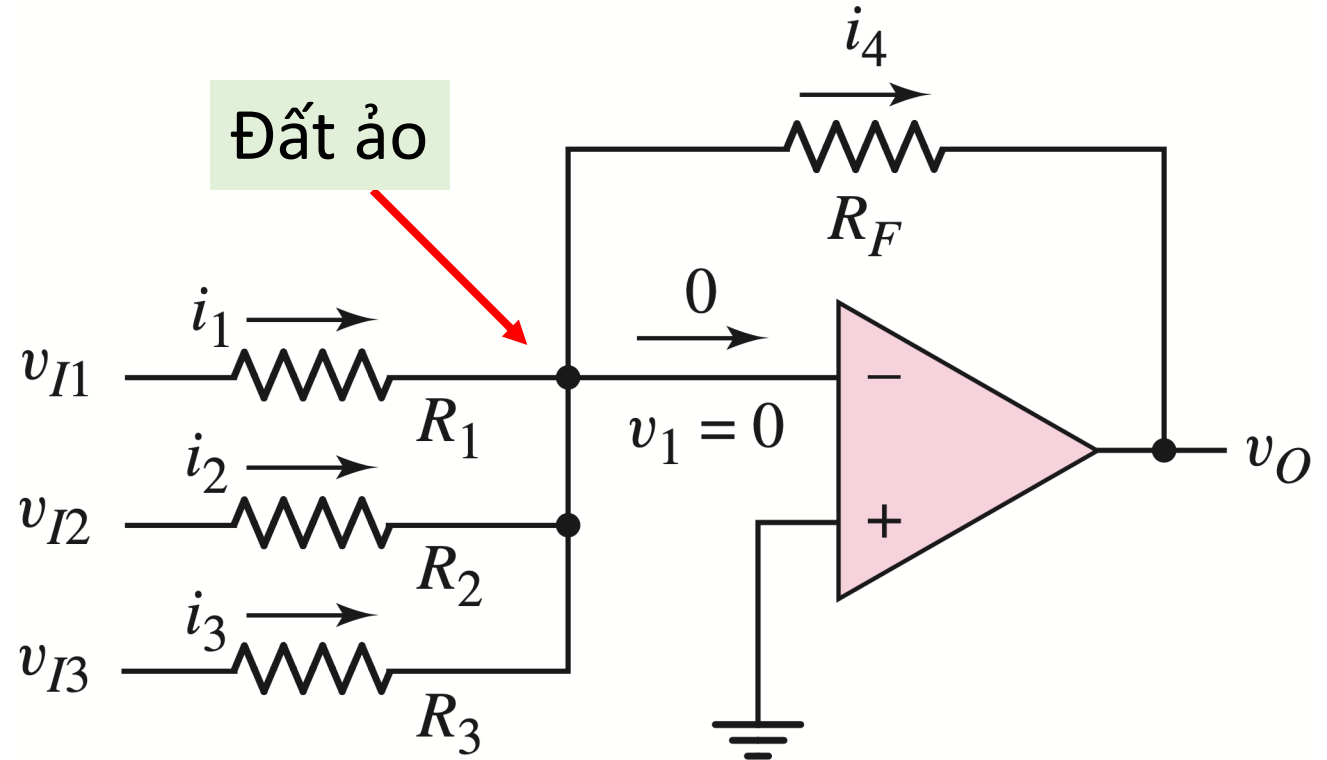 i4
Đất ảo
RF
0
i1
vI1
R1
v1 = 0
−
i2
vO
vI2
+
R2
i3
vI3
R3